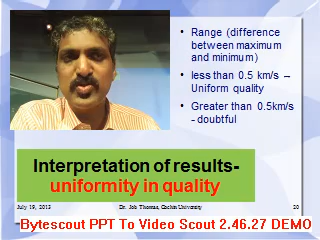 • Range (difference
between maximum
and minimum)
• less than 0.5 km/s –
Uniform quality
• Greater than 0.5km/s
- doubtful
Interpretation of results-
uniformity in quality
July 19, 2013 Dr. Job Thomas, Cochin University 20
Bytescout PPT To Video Scout 2.46.27 DEMO